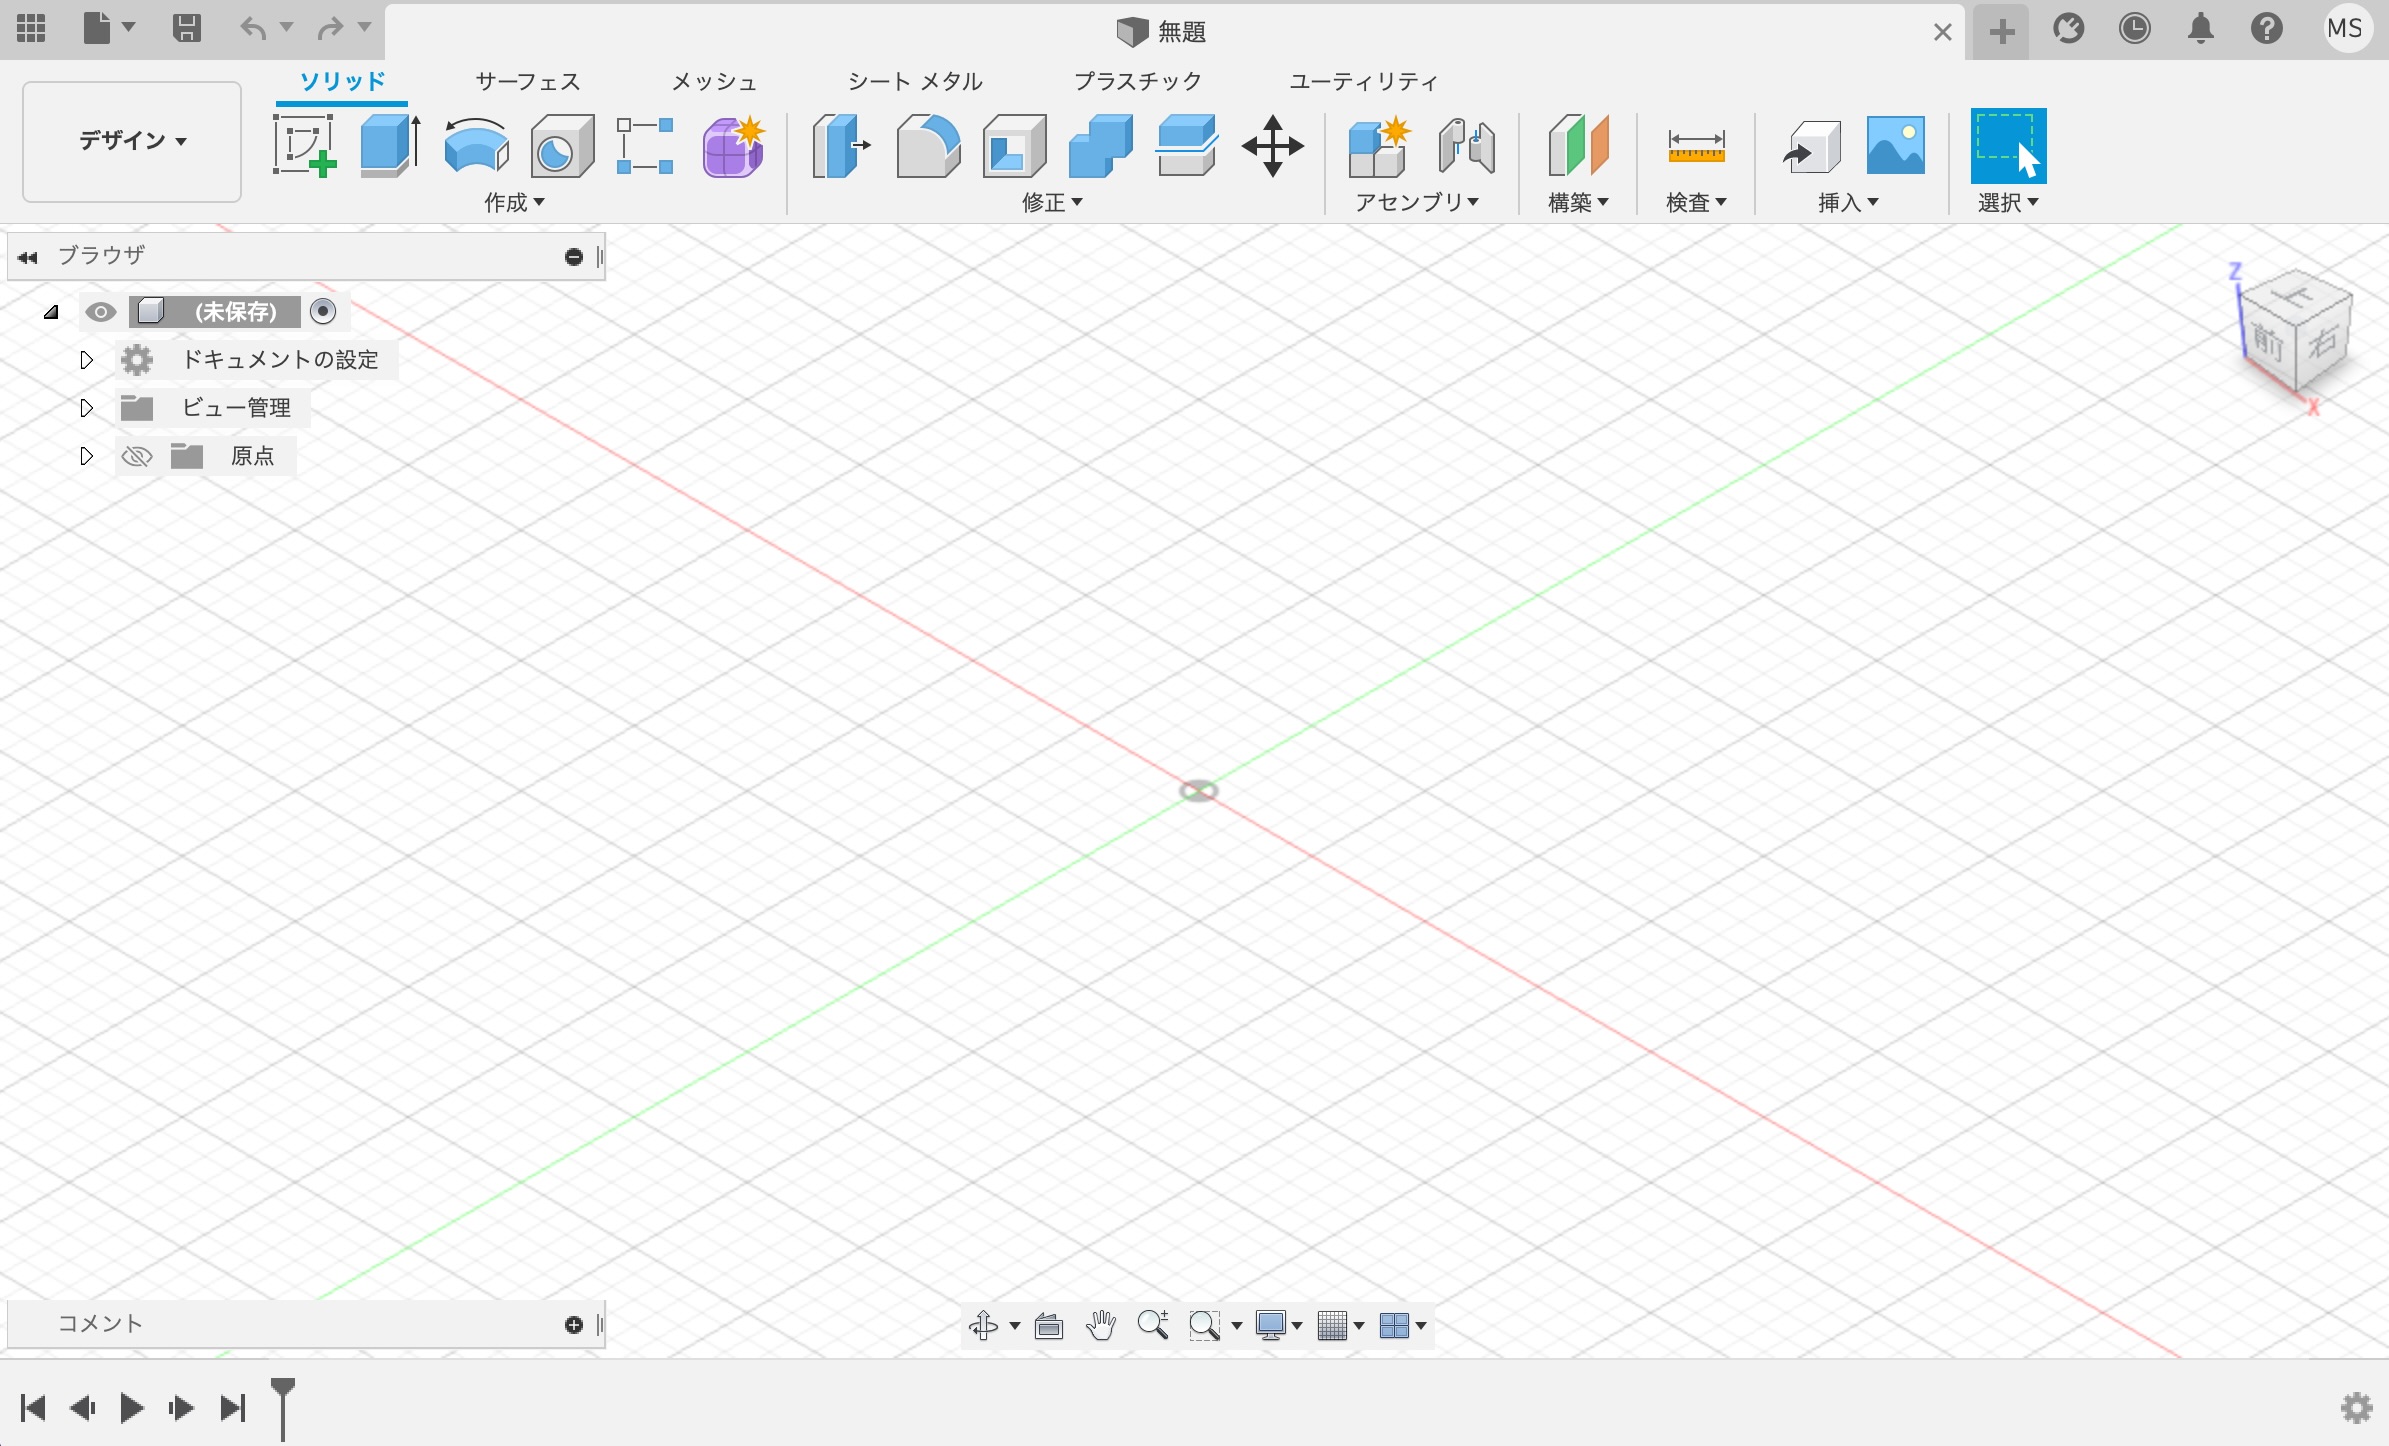 無題
MS
ソリッド サーフェス メッシュ シート メタル プラスチック ユーティリティ
デザイン
作成 修正 アセンブリ 構築 検査 挿入 選択
ブラウザ
(未保存)
ドキュメントの設定
ビュー管理
原点
Z
上
前 右
X
コメント